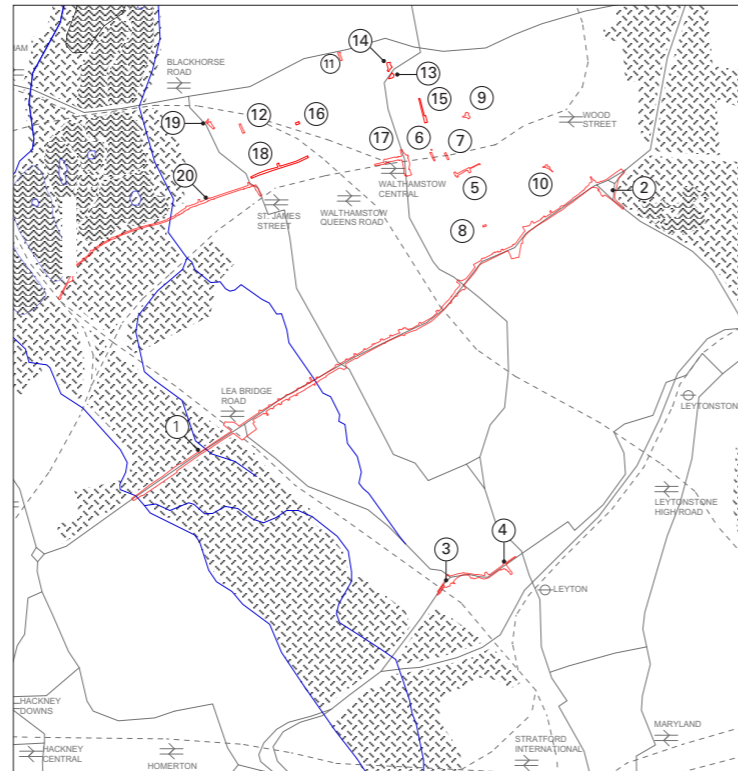 AM
BLACKHORSE
ROAD
14
11
13
15
9
WOOD
STREET
19
12
16
17
6
7
18
WALTHAMSTOW
CENTRAL
5
10
2
20
ST. JAMES
STREET
WALTHAMSTOW
QUEENS ROAD
8
LEA BRIDGE
ROAD
LEYTONSTON
1
LEYTONSTONE
HIGH ROAD
3
4
LEYTON
HACKNEY
DOWNS
HACKNEY
CENTRAL
HOMERTON
STRATFORD
INTERNATIONAL
MARYLAND